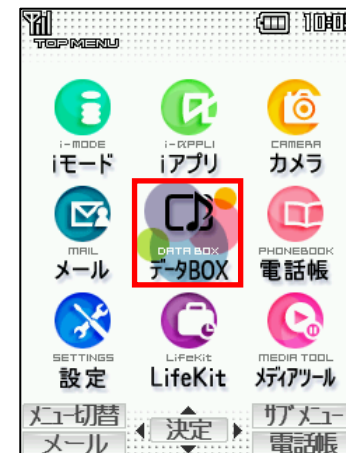 10:0
TOP MENU
i-MODE
iモード
i-αPPLI
iアプリ
CAMERA
カメラ
MAIL
メール
DATA BOX
データBOX
PHONEBOOK
電話帳
SETTINGS
設定
LifeKit
LifeKit
MEDIA TOOL
メディアツール
メニュー切替
決定
サブメニュー
メール
電話帳